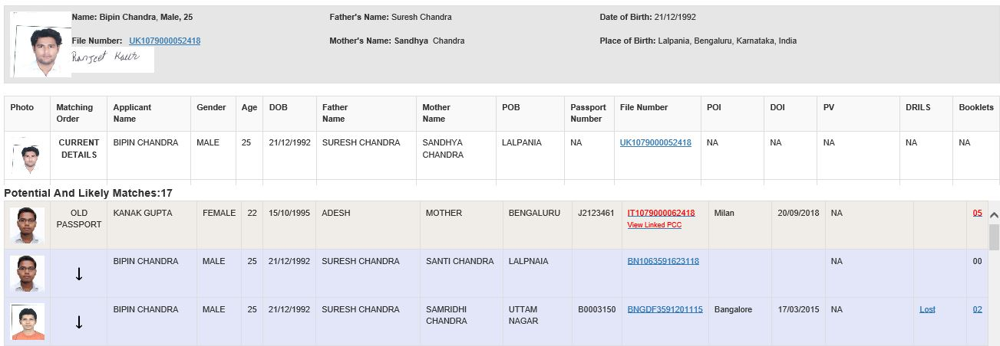 Name: Bipin Chandra, Male, 25 Father's Name: Suresh Chandra Date of Birth: 21/12/1992
File Number: UK1079000052418 Mother's Name: Sandhya Chandra Place of Birth: Lalpania, Bengaluru, Karnataka, India
Ranjeet Kaur
Photo Matching Order Applicant Name Gender Age DOB Father Name Mother Name POB Passport Number File Number POI DOI PV DRILS Booklets
CURRENT DETAILS BIPIN CHANDRA MALE 25 21/12/1992 SURESH CHANDRA SANDHYA CHANDRA LALPANIA NA UK1079000052418 NA NA NA NA NA
Potential And Likely Matches:17
OLD PASSPORT KANAK GUPTA FEMALE 22 15/10/1995 ADESH MOTHER BENGALURU J2123461 IT1079000062418 View Linked PCC Milan 20/09/2018 NA 05
↓ BIPIN CHANDRA MALE 25 21/12/1992 SURESH CHANDRA SANTI CHANDRA LALPNAIA BN1063591623118 NA 00
↓ BIPIN CHANDRA MALE 25 21/12/1992 SURESH CHANDRA SAMRIDHI CHANDRA UTTAM NAGAR B0003150 BNGDF3591201115 Bangalore 17/03/2015 NA Lost 02